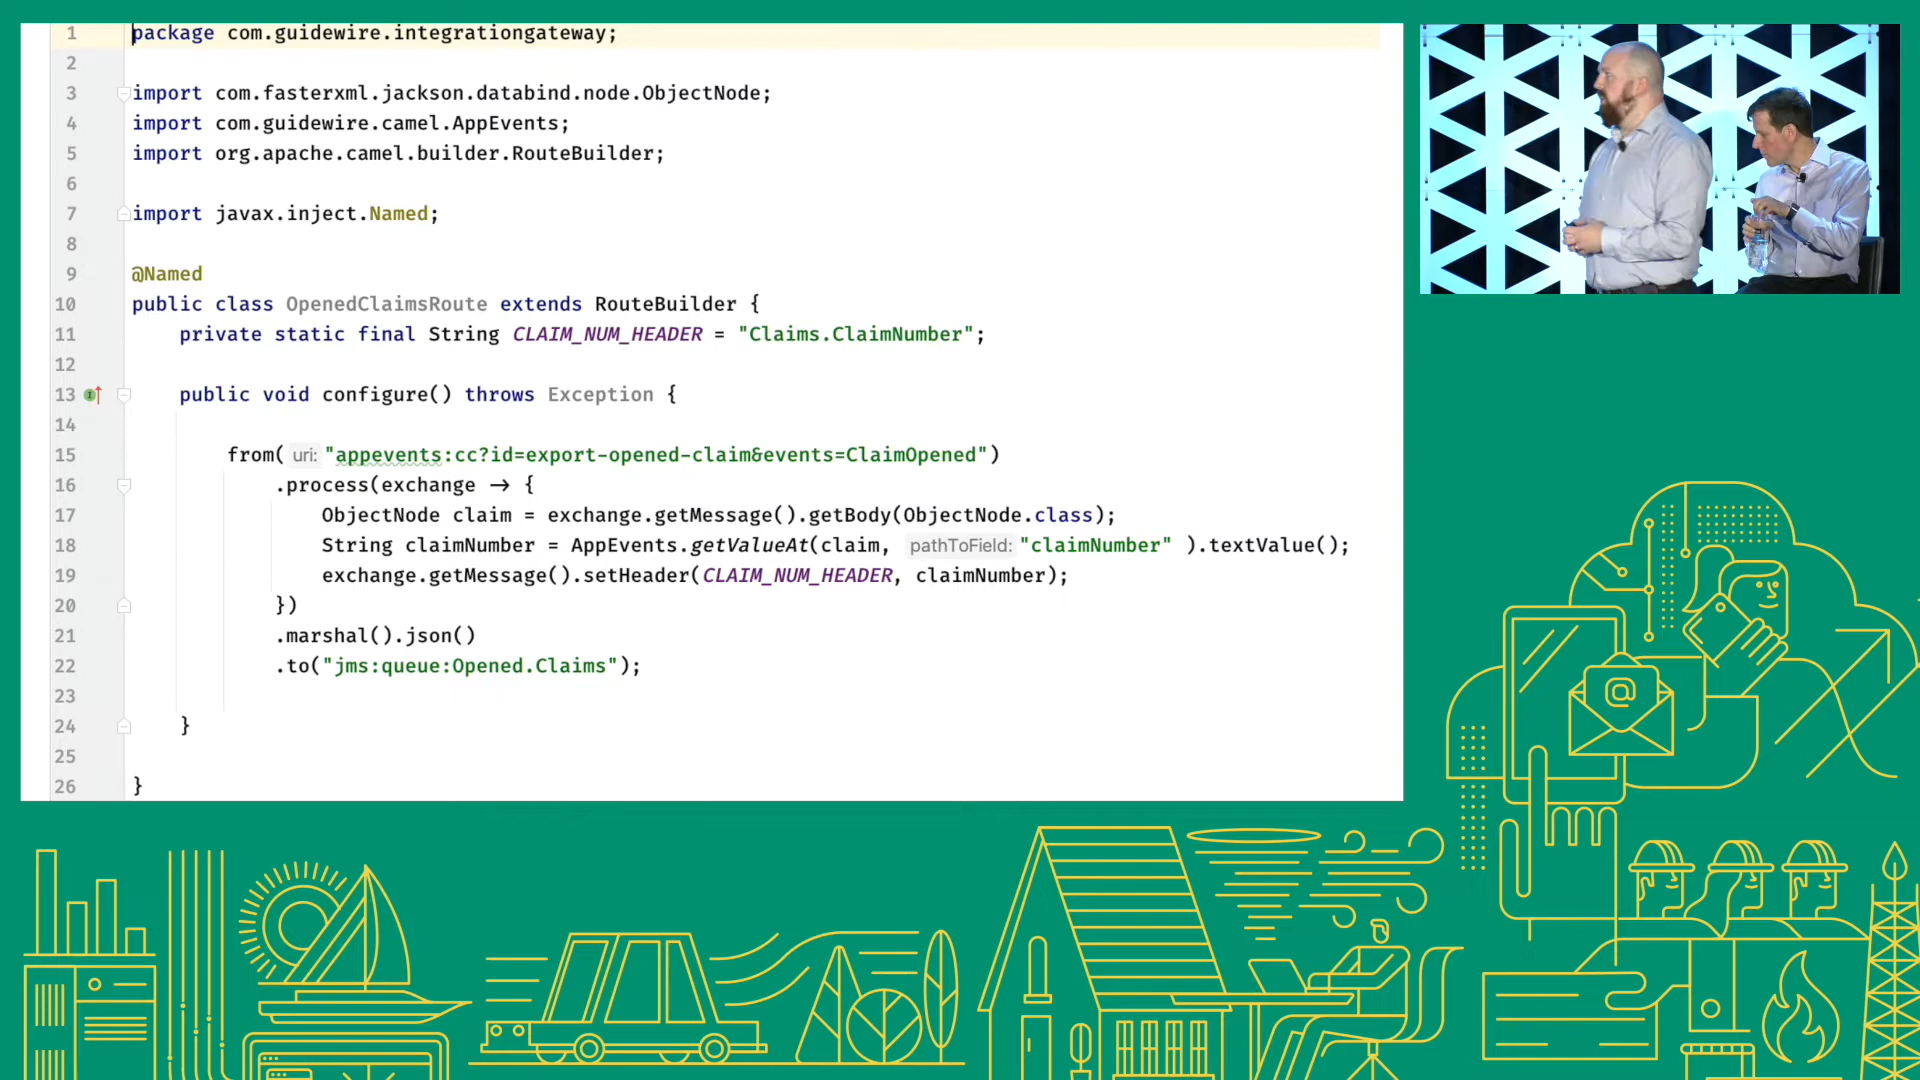 1 package com.guidewire.integrationgateway;
2
3 import com.fasterxml.jackson.databind.node.ObjectNode;
4 import com.guidewire.camel.AppEvents;
5 import org.apache.camel.builder.RouteBuilder;
6
7 import javax.inject.Named;
8
9 @Named
10 public class OpenedClaimsRoute extends RouteBuilder {
11 private static final String CLAIM_NUM_HEADER = "Claims.ClaimNumber";
12
13 public void configure() throws Exception {
14
15 from( uri: "appevents:cc?id=export-opened-claim&events=ClaimOpened")
16 .process(exchange → {
17 ObjectNode claim = exchange.getMessage().getBody(ObjectNode.class);
18 String claimNumber = AppEvents.getValueAt(claim, pathToField: "claimNumber" ).textValue();
19 exchange.getMessage().setHeader(CLAIM_NUM_HEADER, claimNumber);
20 })
21 .marshal().json()
22 .to("jms:queue:Opened.Claims");
23
24 }
25
26 }
@